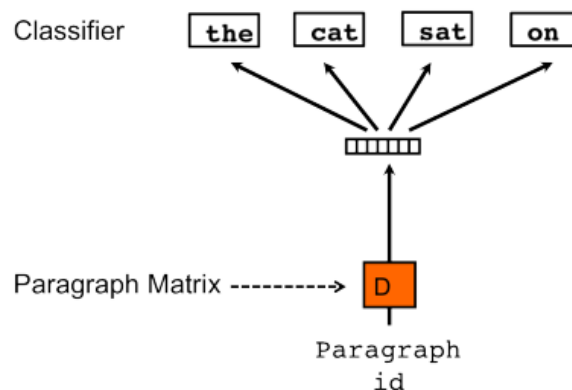 Classifier the cat sat on
Paragraph Matrix D
Paragraph
id